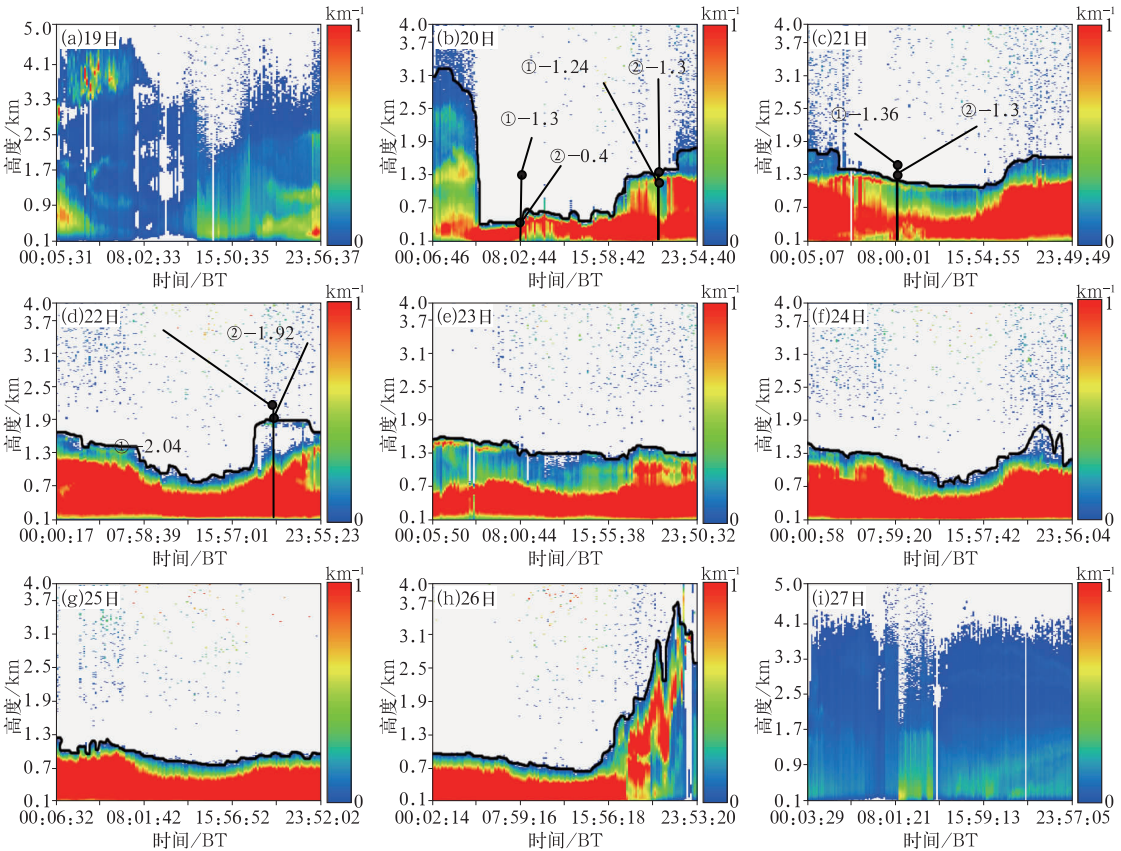 km⁻¹
(a)19日
高度/km
5.0
4.1
3.3
2.5
1.7
0.9
0.1
1
0
00:05:31 02:02:33 15:50:35 23:56:37
时间/BT
km⁻¹
(b)20日
高度/km
4.0
3.7
3.1
2.5
1.9
1.3
0.7
0.1
①-1.24
②-1.3
①-1.3
②-0.4
1
0
00:06:46 08:02:44 15:58:42 23:54:40
时间/BT
km⁻¹
(c)21日
高度/km
4.0
3.7
3.1
2.5
1.9
1.3
0.7
0.1
①-1.36
②-1.3
1
0
00:05:07 08:00:01 15:54:55 23:49:49
时间/BT
km⁻¹
(d)22日
高度/km
4.0
3.7
3.1
2.5
1.9
1.3
0.7
0.1
②-1.92
①-2.04
1
0
00:00:17 07:58:39 15:57:01 23:55:23
时间/BT
km⁻¹
(e)23日
高度/km
4.0
3.7
3.1
2.5
1.9
1.3
0.7
0.1
1
0
00:05:50 08:00:44 15:55:38 23:50:32
时间/BT
km⁻¹
(f)24日
高度/km
4.0
3.7
3.1
2.5
1.9
1.3
0.7
0.1
1
0
00:00:58 07:59:20 15:57:42 23:56:04
时间/BT
km⁻¹
(g)25日
高度/km
4.0
3.7
3.1
2.5
1.9
1.3
0.7
0.1
1
0
00:06:32 08:01:42 15:56:52 23:52:02
时间/BT
km⁻¹
(h)26日
高度/km
4.0
3.7
3.1
2.5
1.9
1.3
0.7
0.1
1
0
00:02:14 07:59:16 15:56:18 23:53:20
时间/BT
km⁻¹
(i)27日
高度/km
5.0
4.1
3.3
2.5
1.7
0.9
0.1
1
0
00:03:29 08:01:21 15:59:13 23:57:05
时间/BT